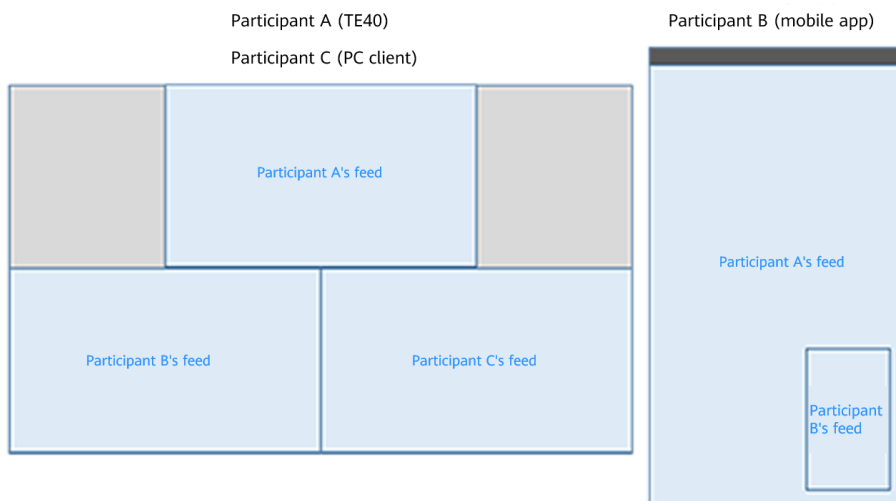 Participant A (TE40)
Participant C (PC client)
Participant A's feed
Participant B's feed
Participant C's feed
Participant B (mobile app)
Participant A's feed
Participant
B's feed